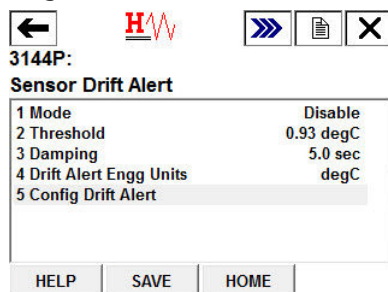 H
3144P:
Sensor Drift Alert
1 Mode Disable
2 Threshold 0.93 degC
3 Damping 5.0 sec
4 Drift Alert Engg Units degC
5 Config Drift Alert
HELP SAVE HOME